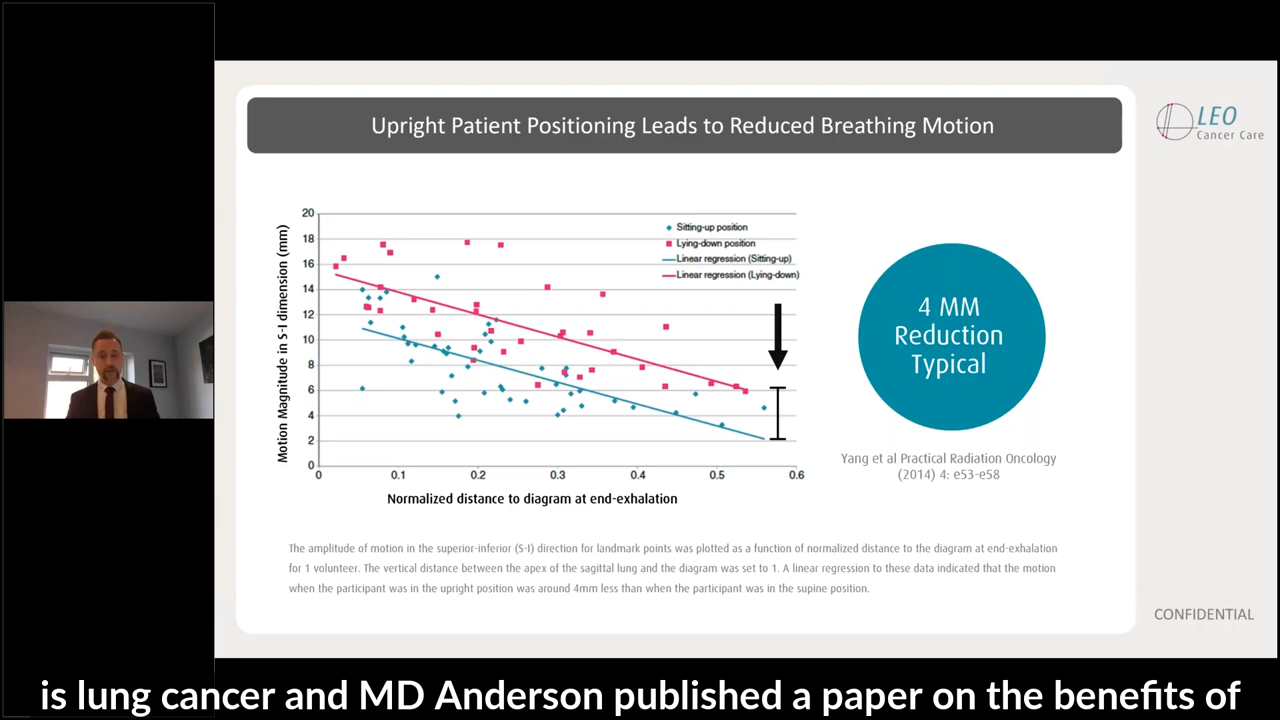 Upright Patient Positioning Leads to Reduced Breathing Motion
LEO
Cancer Care
Motion Magnitude in S-I dimension (mm)
20
18
16
14
12
10
8
6
4
2
0
0
0.1
0.2
0.3
0.4
0.5
0.6
Sitting-up position
Lying-down position
Linear regression (Sitting-up)
Linear regression (Lying-down)
Normalized distance to diagram at end-exhalation
4 MM
Reduction
Typical
Yang et al Practical Radiation Oncology
(2014) 4: e53-e58
The amplitude of motion in the superior-inferior (S-I) direction for landmark points was plotted as a function of normalized distance to the diagram at end-exhalation
for 1 volunteer. The vertical distance between the apex of the sagittal lung and the diagram was set to 1. A linear regression to these data indicated that the motion
when the participant was in the upright position was around 4mm less than when the participant was in the supine position.
CONFIDENTIAL
is lung cancer and MD Anderson published a paper on the benefits of